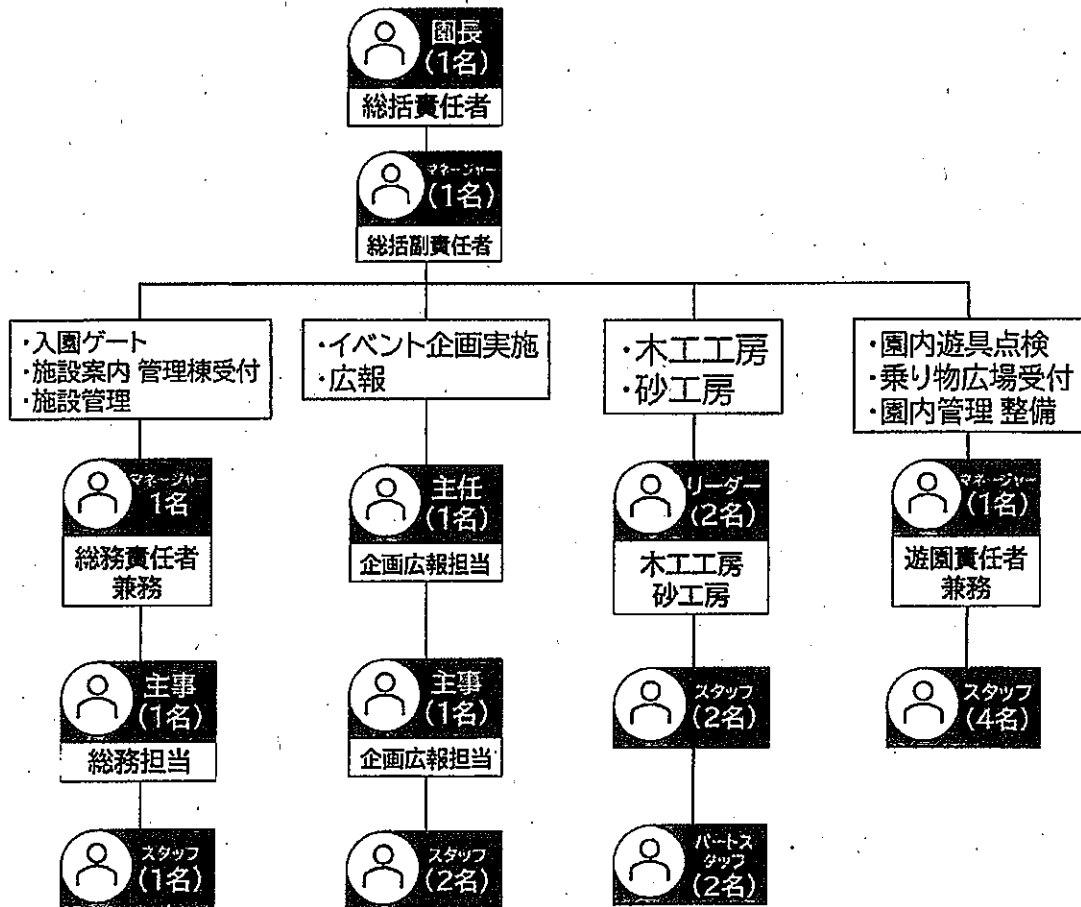 園長
(1名)
総括責任者
マネージャー
(1名)
総括副責任者
・入園ゲート
・施設案内 管理棟受付
・施設管理
マネージャー
1名
総務責任者
兼務
主事
(1名)
総務担当
スタッフ
(1名)
・イベント企画実施
・広報
主任
(1名)
企画広報担当
主事
(1名)
企画広報担当
スタッフ
(2名)
・木工工房
・砂工房
リーダー
(2名)
木工工房
砂工房
スタッフ
(2名)
パートス
タッフ
(2名)
・園内遊具点検
・乗り物広場受付
・園内管理 整備
マネージャー
(1名)
遊園責任者
兼務
スタッフ
(4名)